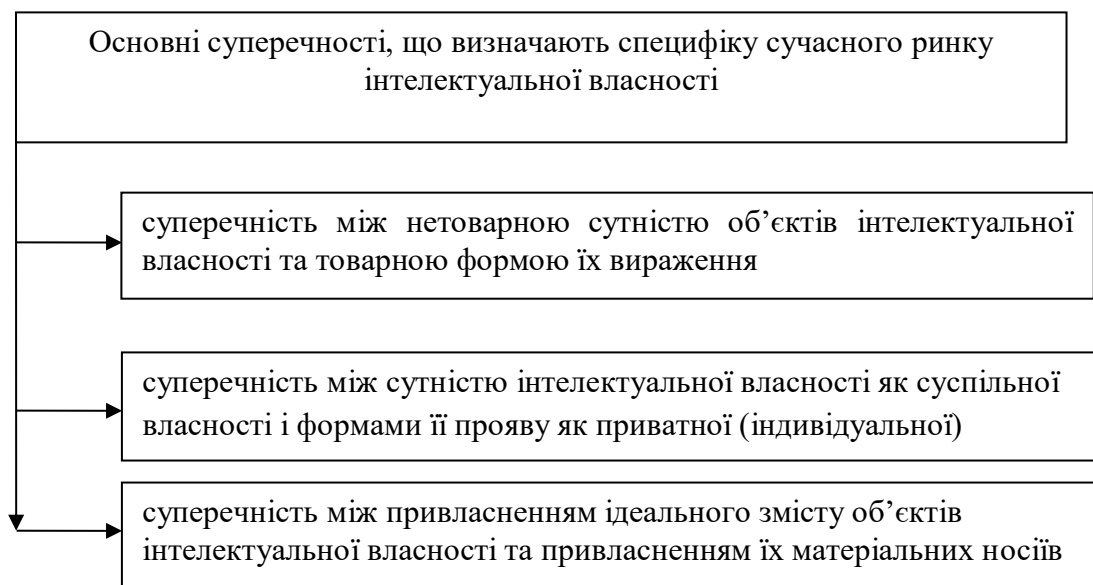 Основні суперечності, що визначають специфіку сучасного ринку
інтелектуальної власності
суперечність між нетоварною сутністю об’єктів інтелектуальної
власності та товарною формою їх вираження
суперечність між сутністю інтелектуальної власності як суспільної
власності і формами її прояву як приватної (індивідуальної)
суперечність між привласненням ідеального змісту об’єктів
інтелектуальної власності та привласненням їх матеріальних носіїв